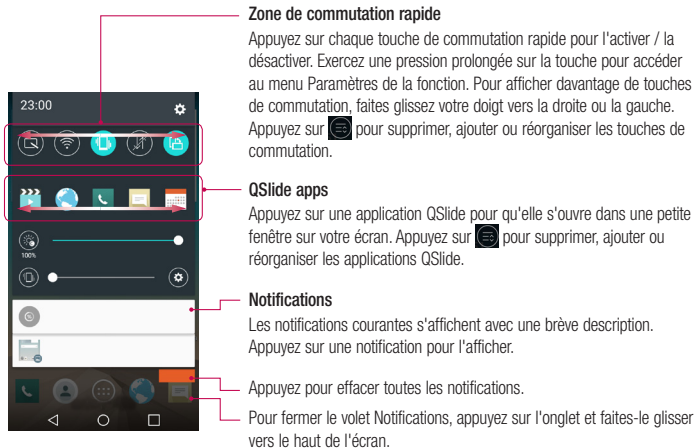 Zone de commutation rapide
Appuyez sur chaque touche de commutation rapide pour l'activer / la
désactiver. Exercez une pression prolongée sur la touche pour accéder
au menu Paramètres de la fonction. Pour afficher davantage de touches
de commutation, faites glissez votre doigt vers la droite ou la gauche.
Appuyez sur pour supprimer, ajouter ou réorganiser les touches de
commutation.
23:00
QSlide apps
Appuyez sur une application QSlide pour qu'elle s'ouvre dans une petite
fenêtre sur votre écran. Appuyez sur pour supprimer, ajouter ou
réorganiser les applications QSlide.
100%
Notifications
Les notifications courantes s'affichent avec une brève description.
Appuyez sur une notification pour l'afficher.
Appuyez pour effacer toutes les notifications.
Pour fermer le volet Notifications, appuyez sur l'onglet et faites-le glisser
vers le haut de l'écran.